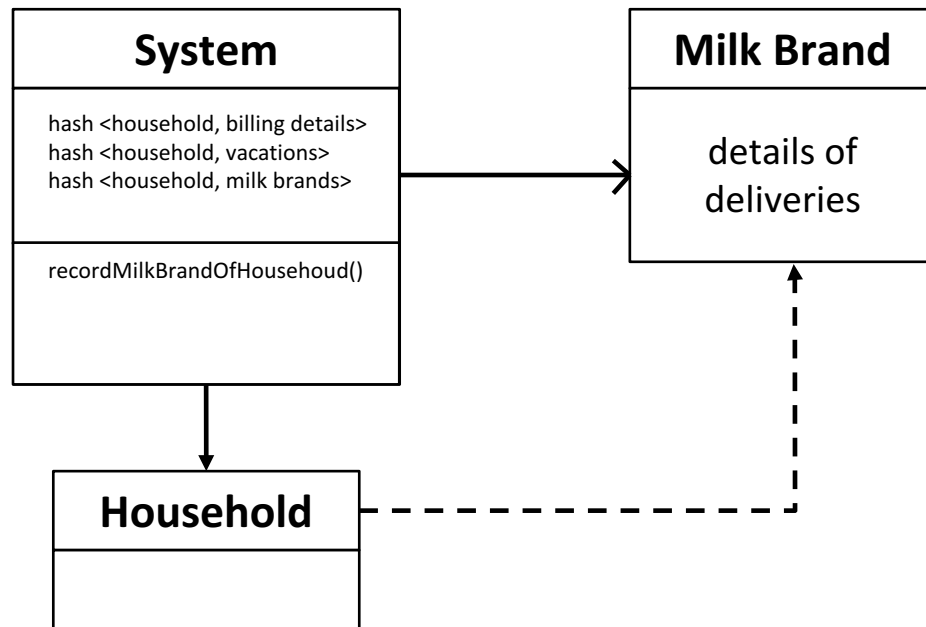 System
hash <household, billing details>
hash <household, vacations>
hash <household, milk brands>
recordMilkBrandOfHousehoud()
Milk Brand
details of
deliveries
Household